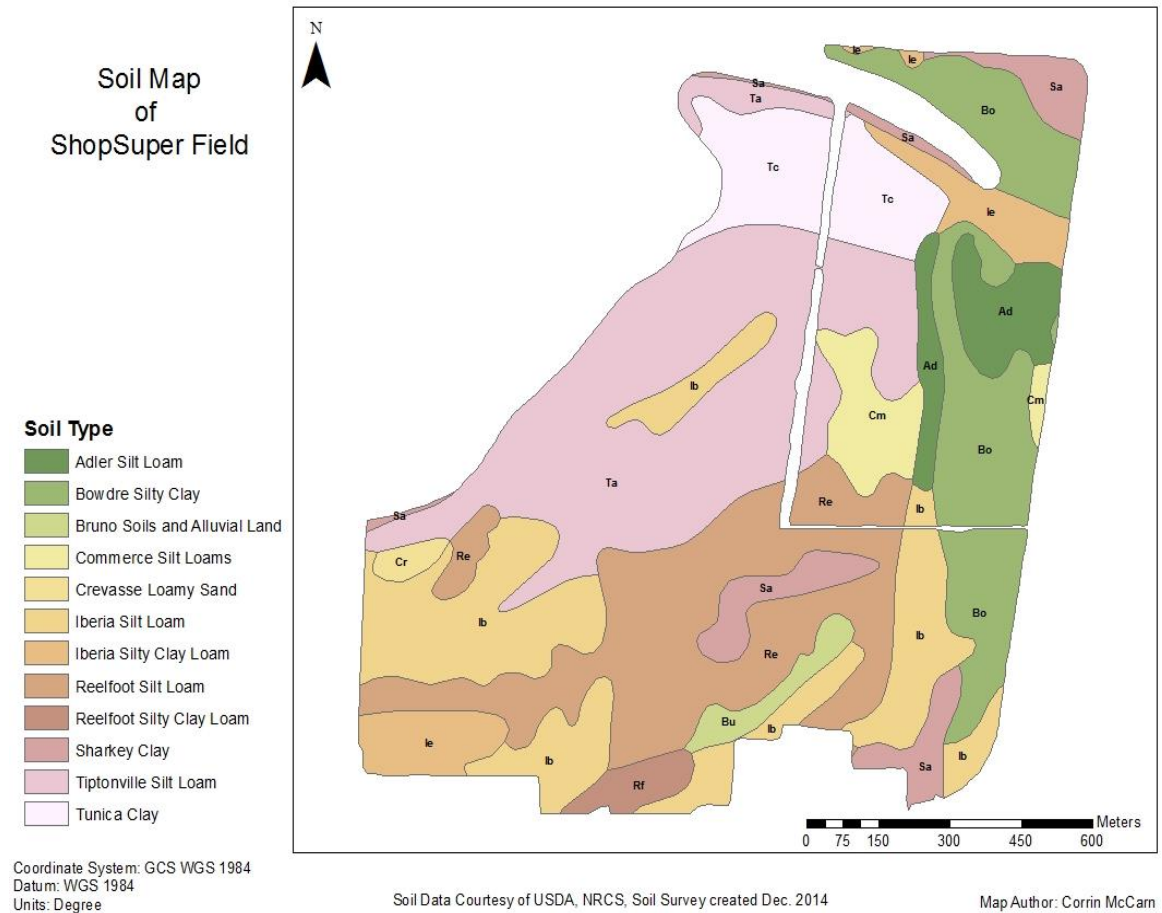 Soil Map
of
ShopSuper Field
N
Ie
Ie
Sa
Sa
Bo
Ta
Sa
Tc
Tc
Ie
Ad
Ib
Ad
Cm
Cm
Bo
Ta
Re
Ib
Sa
Re
Cr
Sa
Bo
Ib
Ib
Re
Bu
Ib
Ie
Ib
Ib
Sa
Rf
Soil Type
Adler Silt Loam
Bowdre Silty Clay
Bruno Soils and Alluvial Land
Commerce Silt Loams
Crevasse Loamy Sand
Iberia Silt Loam
Iberia Silty Clay Loam
Reelfoot Silt Loam
Reelfoot Silty Clay Loam
Sharkey Clay
Tiptonville Silt Loam
Tunica Clay
Meters
0 75 150 300 450 600
Coordinate System: GCS WGS 1984
Datum: WGS 1984
Units: Degree
Soil Data Courtesy of USDA, NRCS, Soil Survey created Dec. 2014
Map Author: Corrin McCarn